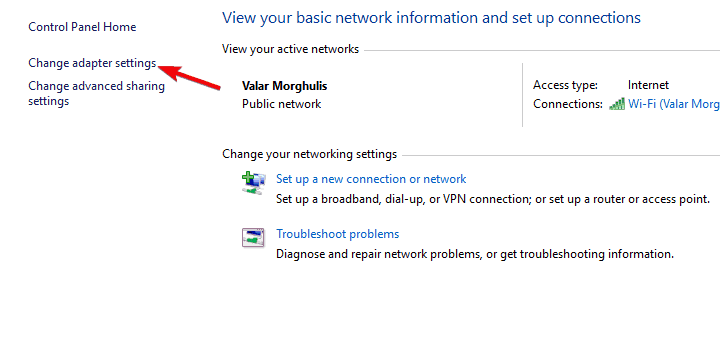 Control Panel Home
Change adapter settings
Change advanced sharing
settings
View your basic network information and set up connections
View your active networks
Valar Morghulis
Public network
Access type: Internet
Connections: Wi-Fi (Valar Morg
Change your networking settings
Set up a new connection or network
Set up a broadband, dial-up, or VPN connection; or set up a router or access point.
Troubleshoot problems
Diagnose and repair network problems, or get troubleshooting information.